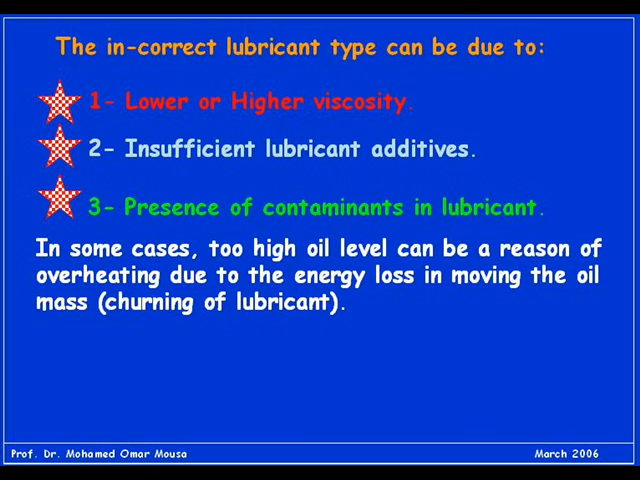 The in-correct lubricant type can be due to:
1- Lower or Higher viscosity.
2- Insufficient lubricant additives.
3- Presence of contaminants in lubricant.
In some cases, too high oil level can be a reason of
overheating due to the energy loss in moving the oil
mass (churning of lubricant).
Prof. Dr. Mohamed Omar Mousa
March 2006